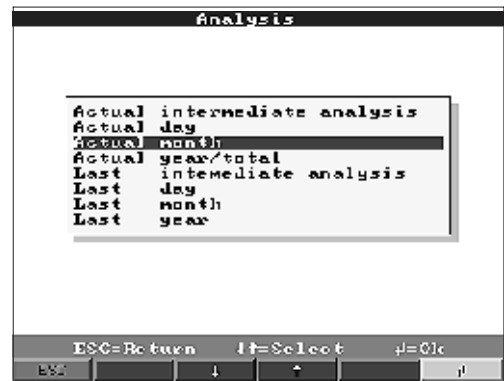 Analysis
Actual intermediate analysis
Actual day
Actual month
Actual year/total
Last intemediate analysis
Last day
Last month
Last year
ESC=Return ↓↑=Select ↵=Ok
ESC ↓ ↑ ↵